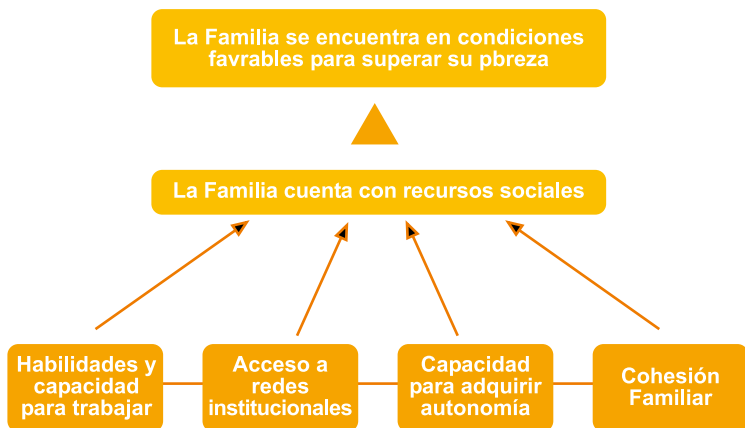 La Familia se encuentra en condiciones
favrables para superar su pbreza
La Familia cuenta con recursos sociales
Habilidades y
capacidad
para trabajar
Acceso a
redes
institucionales
Capacidad
para adquirir
autonomía
Cohesión
Familiar